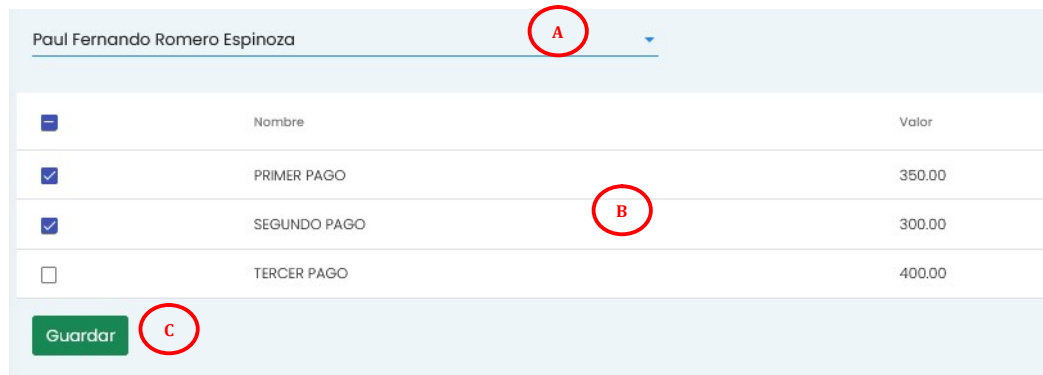 Paul Fernando Romero Espinoza A
Nombre Valor
PRIMER PAGO 350.00
B
SEGUNDO PAGO 300.00
TERCER PAGO 400.00
Guardar C